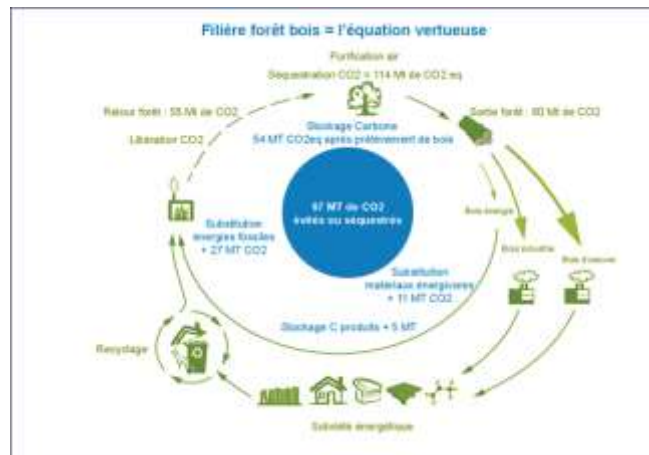 Filière forêt bois = l'équation vertueuse
Purification air
Séquestration CO2 = 114 Mt de CO2 eq
Retour forêt : 55 Mt de CO2
Sortie forêt : 60 Mt de CO2
Libération CO2
Stockage Carbone
54 MT CO2eq après prélèvement de bois
97 MT de CO2
évités ou séquestrés
Bois énergie
Substitution
énergies fossiles
+ 27 MT CO2
Bois industrie
Bois d'oeuvre
Substitution
matériaux énergivores
+ 11 MT CO2
Stockage C produits + 5 MT
Recyclage
Sobriété énergétique